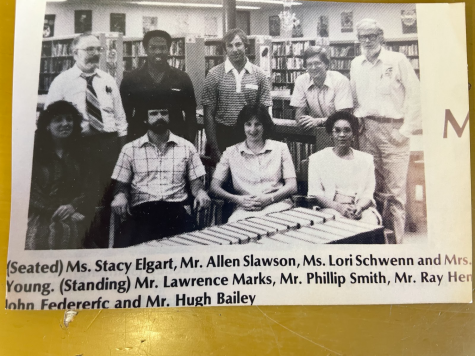 (Seated) Ms. Stacy Elgart, Mr. Allen Slawson, Ms. Lori Schwenn and Mrs.
Young. (Standing) Mr. Lawrence Marks, Mr. Phillip Smith, Mr. Ray Hen
John Federerfc and Mr. Hugh Bailey
M